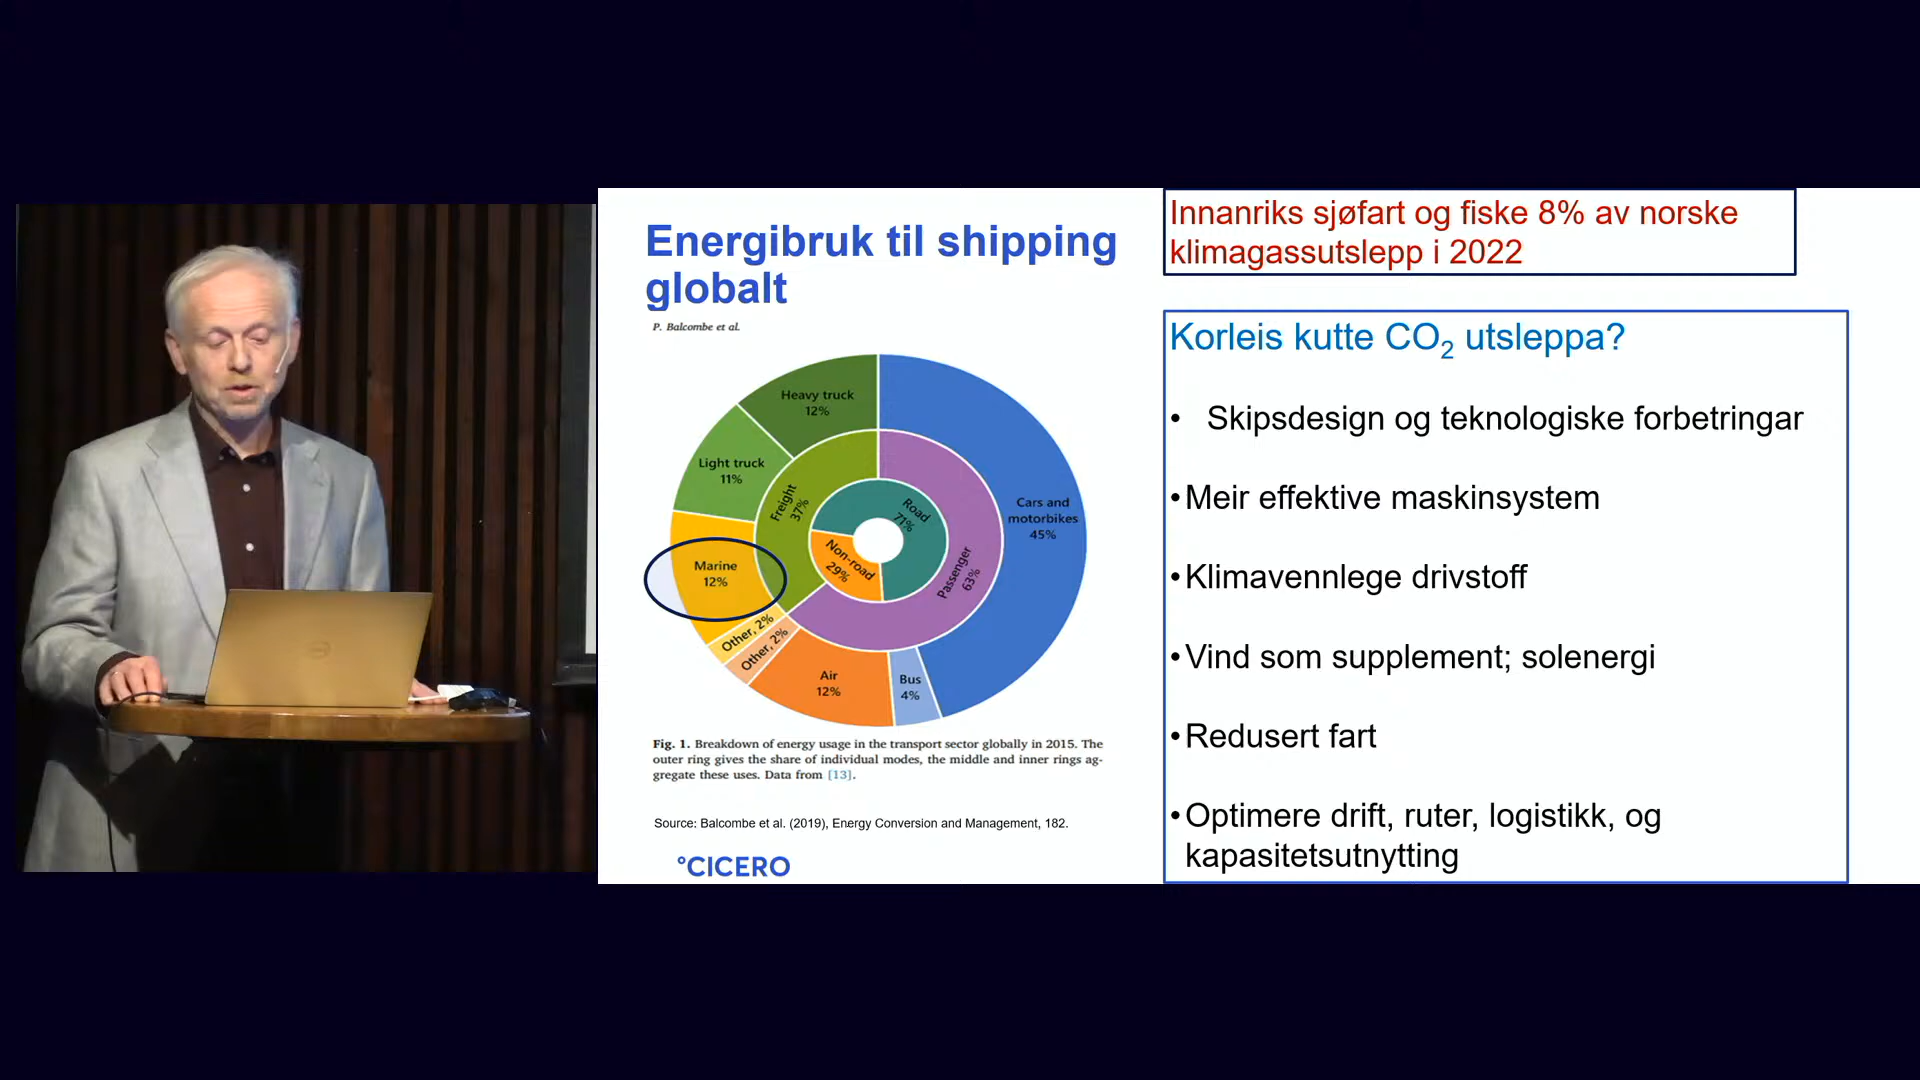 Energibruk til shipping
globalt
P. Balcombe et al.
Heavy truck
12%
Light truck
11%
Marine
12%
Other, 2%
Other, 2%
Air
12%
Bus
4%
Cars and
motorbikes
45%
Freight
37%
Passenger
63%
Road
71%
Non-road
29%
Fig. 1. Breakdown of energy usage in the transport sector globally in 2015. The
outer ring gives the share of individual modes, the middle and inner rings ag-
gregate these uses. Data from [13].
Source: Balcombe et al. (2019), Energy Conversion and Management, 182.
°CICERO
Innanriks sjøfart og fiske 8% av norske
klimagassutslepp i 2022
Korleis kutte CO2 utsleppa?
• Skipsdesign og teknologiske forbetringar
• Meir effektive maskinsystem
• Klimavennlege drivstoff
• Vind som supplement; solenergi
• Redusert fart
• Optimere drift, ruter, logistikk, og
kapasitetsutnytting